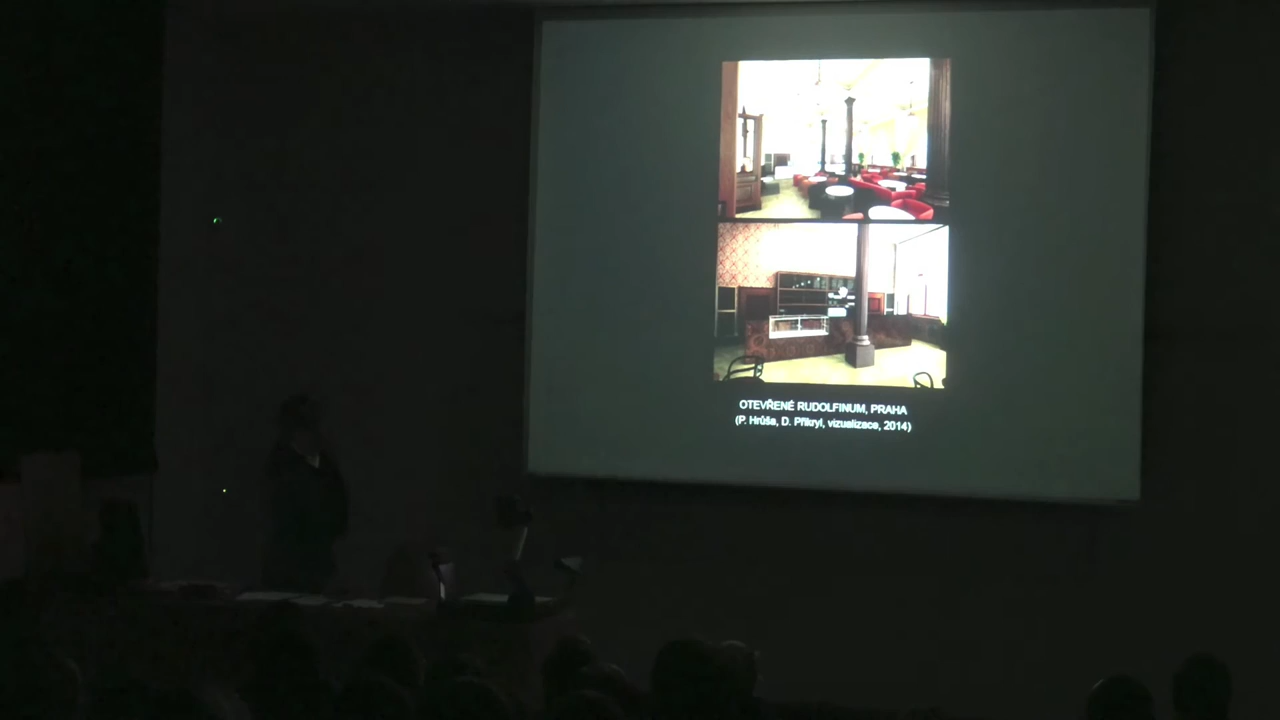 OTEVŘENÉ RUDOLFINUM, PRAHA
(P. Hrůša, D. Přikryl, vizualizace, 2014)